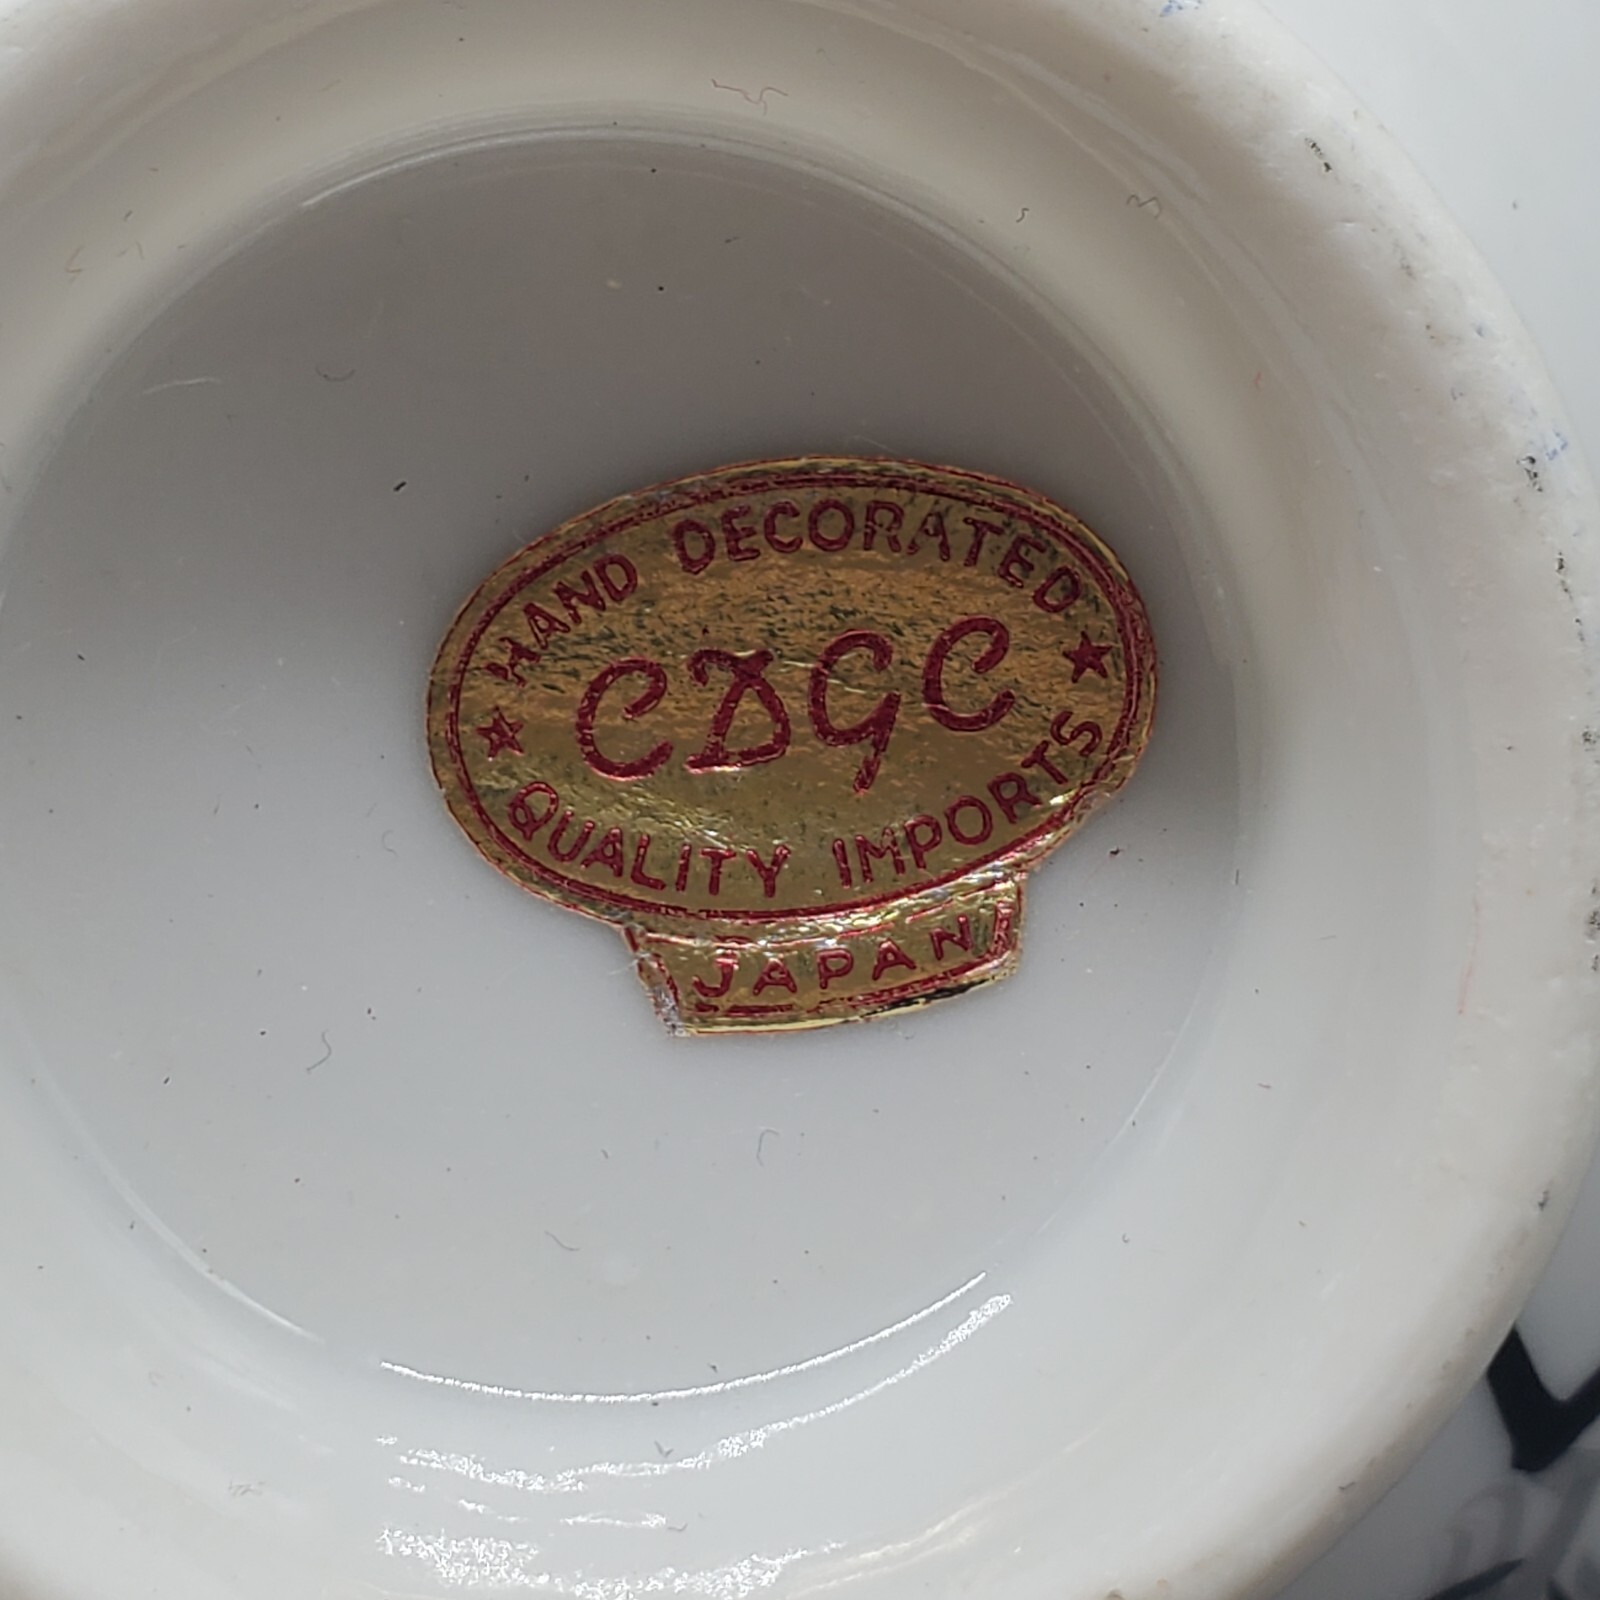 HAND DECORATED
CDGC
QUALITY IMPORTS
JAPAN